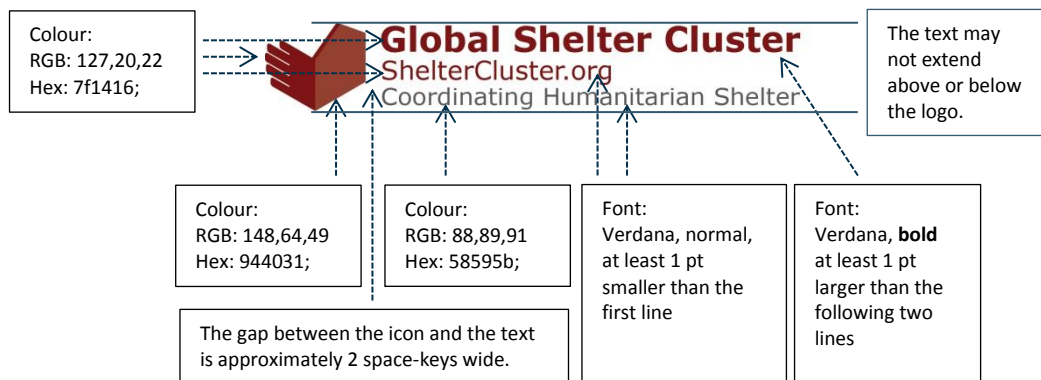 Colour:
RGB: 127,20,22
Hex: 7f1416;
Global Shelter Cluster
ShelterCluster.org
Coordinating Humanitarian Shelter
The text may
not extend
above or below
the logo.
Colour:
RGB: 148,64,49
Hex: 944031;
Colour:
RGB: 88,89,91
Hex: 58595b;
Font:
Verdana, normal,
at least 1 pt
smaller than the
first line
Font:
Verdana, bold
at least 1 pt
larger than the
following two
lines
The gap between the icon and the text
is approximately 2 space-keys wide.